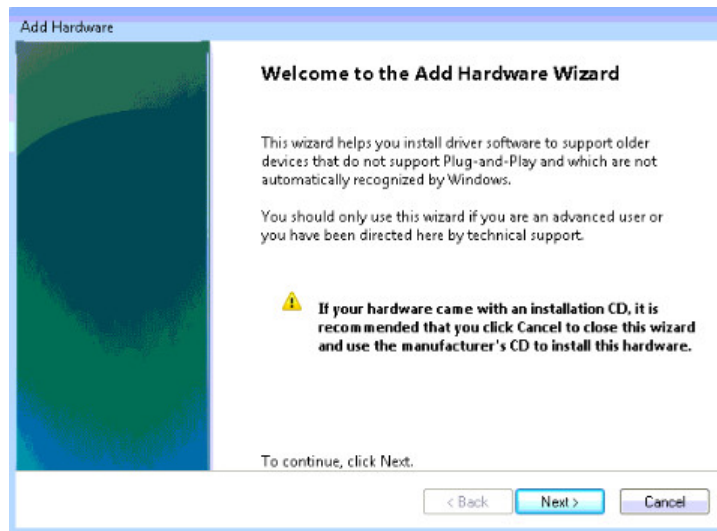 Add Hardware
Welcome to the Add Hardware Wizard
This wizard helps you install driver software to support older
devices that do not support Plug-and-Play and which are not
automatically recognized by Windows.
You should only use this wizard if you are an advanced user or
you have been directed here by technical support.
If your hardware came with an installation CD, it is
recommended that you click Cancel to close this wizard
and use the manufacturer's CD to install this hardware.
To continue, click Next.
< Back Next > Cancel